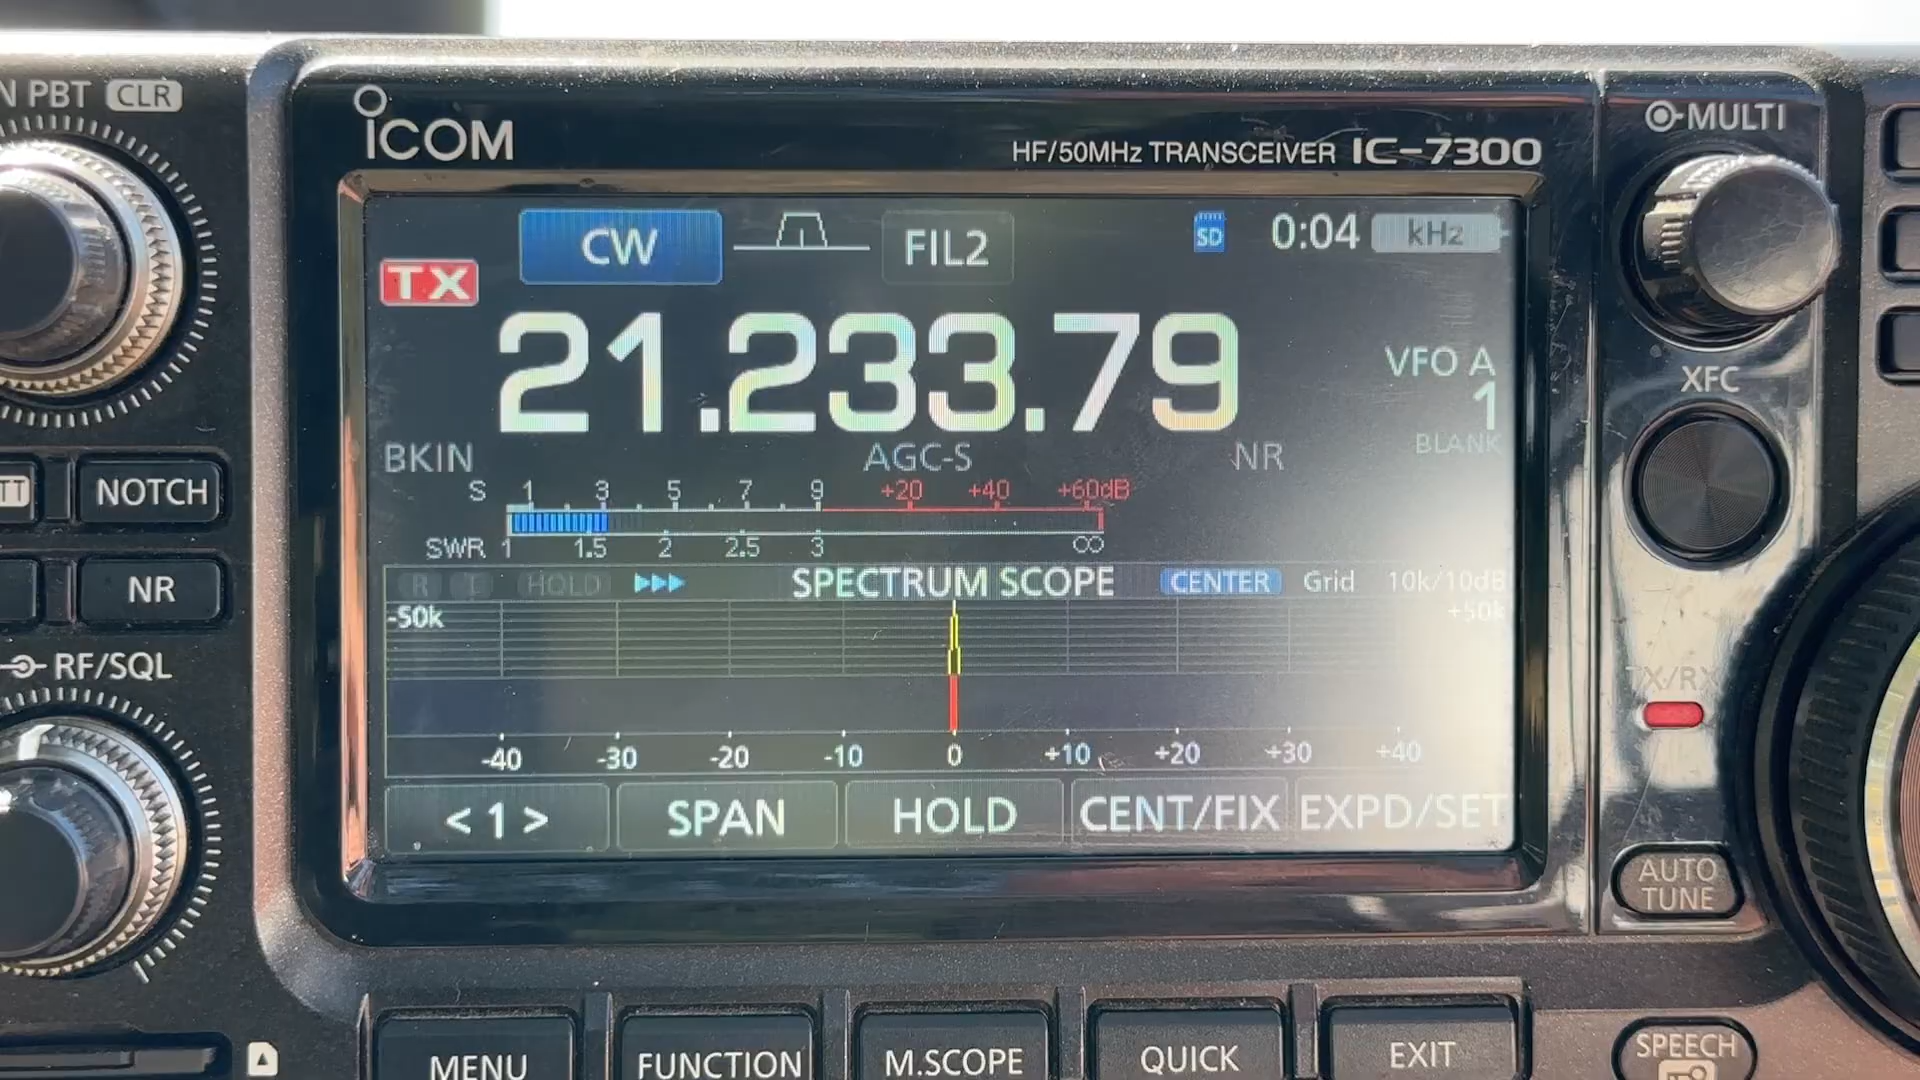 N PBT CLR
ICOM
HF/50MHz TRANSCEIVER IC-7300
MULTI
CW FIL2 SD 0:04 kHz
TX
21.233.79
VFO A
1
BLANK
XFC
BKIN AGC-S NR
S 1 3 5 7 9 +20 +40 +60dB
SWR 1 1.5 2 2.5 3 ∞
TT NOTCH
NR
HOLD SPECTRUM SCOPE CENTER Grid 10k/10dB
-50k +50k
RF/SQL
TX/RX
-40 -30 -20 -10 0 +10 +20 +30 +40
< 1 > SPAN HOLD CENT/FIX EXPD/SET
AUTO
TUNE
MENU FUNCTION M.SCOPE QUICK EXIT
SPEECH